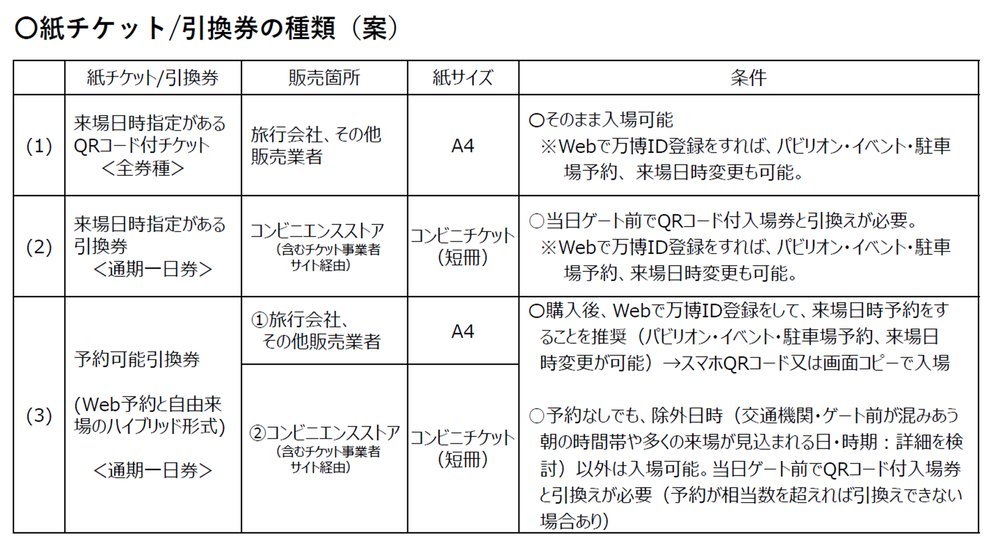 〇紙チケット/引換券の種類（案）
紙チケット/引換券
販売箇所
紙サイズ
条件
(1)
来場日時指定がある
QRコード付チケット
＜全券種＞
旅行会社、その他
販売業者
A4
〇そのまま入場可能
※Webで万博ID登録をすれば、パビリオン・イベント・駐車
場予約、来場日時変更も可能。
(2)
来場日時指定がある
引換券
＜通期一日券＞
コンビニエンスストア
（含むチケット事業者
サイト経由）
コンビニチケット
（短冊）
○当日ゲート前でQRコード付入場券と引換えが必要。
※Webで万博ID登録をすれば、パビリオン・イベント・駐車
場予約、来場日時変更も可能。
(3)
予約可能引換券
(Web予約と自由来
場のハイブリッド形式)
＜通期一日券＞
①旅行会社、
その他販売業者
A4
②コンビニエンスストア
（含むチケット事業者
サイト経由）
コンビニチケット
（短冊）
〇購入後、Webで万博ID登録をして、来場日時予約をす
ることを推奨（パビリオン・イベント・駐車場予約、来場日
時変更が可能）→スマホQRコード又は画面コピーで入場
○予約なしでも、除外日時（交通機関・ゲート前が混みあう
朝の時間帯や多くの来場が見込まれる日・時期：詳細を検
討）以外は入場可能。当日ゲート前でQRコード付入場券
と引換えが必要（予約が相当数を超えれば引換えできない
場合あり)